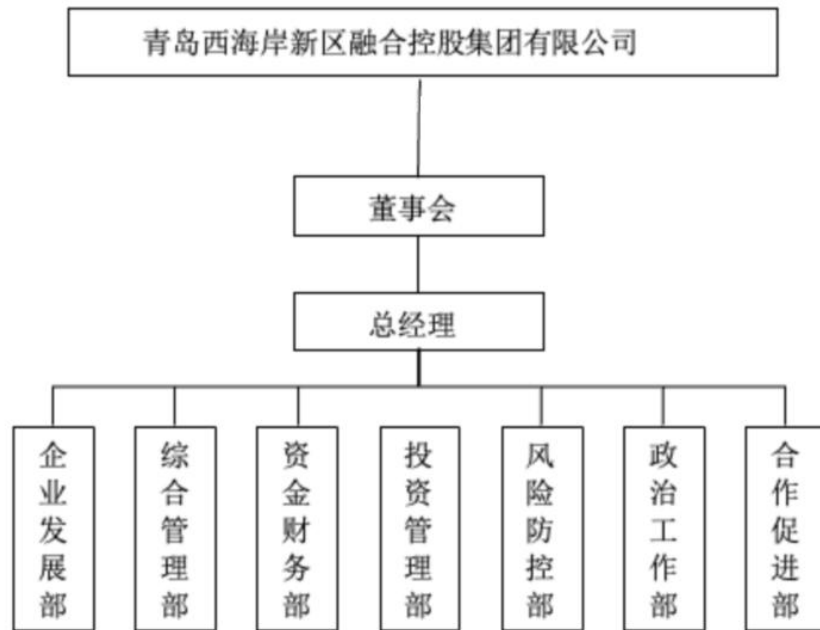 青岛西海岸新区融合控股集团有限公司
董事会
总经理
企业发展部
综合管理部
资金财务部
投资管理部
风险防控部
政治工作部
合作促进部